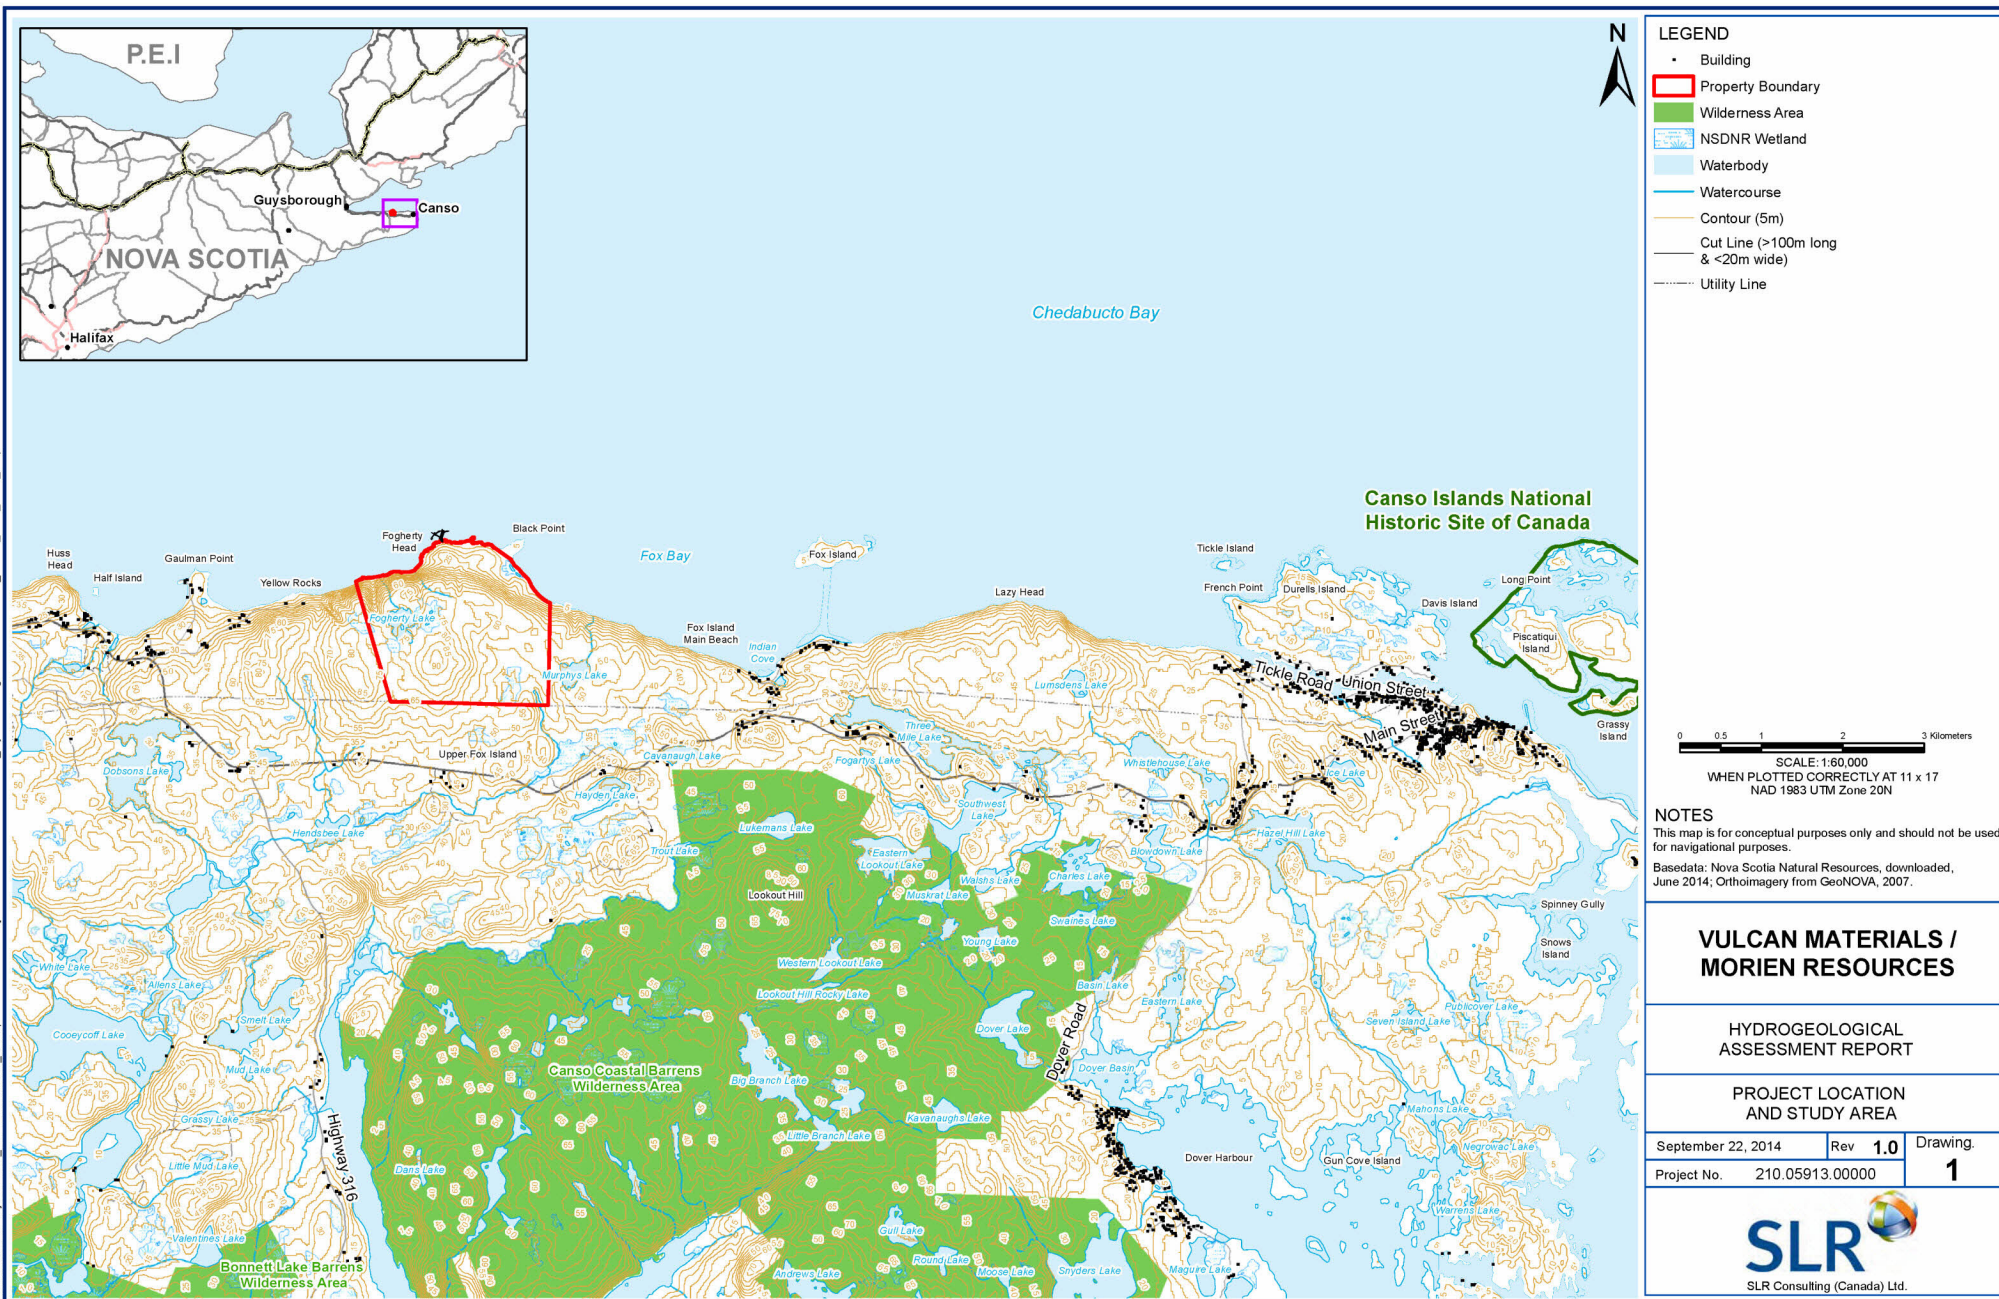 P.E.I
NOVA SCOTIA
Guysborough
Canso
Halifax
N
Chedabucto Bay
Canso Islands National
Historic Site of Canada
Huss
Head
Half Island
Gaulman Point
Yellow Rocks
Fogherty
Head
Black Point
Fox Bay
Fox Island
Lazy Head
Tickle Island
French Point
Durells Island
Davis Island
Long Point
Piscatiqui
Island
Grassy
Island
Fogherty Lake
Murphys Lake
Fox Island
Main Beach
Indian
Cove
Lumsdens Lake
Tickle Road
Union Street
Main Street
Dobsons Lake
Upper Fox Island
Cavanaugh Lake
Three
Mile Lake
Fogartys Lake
Whistlehouse Lake
Ice Lake
Hayden Lake
Hendsbee Lake
Southwest
Lake
Lukemans Lake
Trout Lake
Eastern
Lookout Lake
Blowdown Lake
Hazel Hill Lake
Walshs Lake
Charles Lake
Lookout Hill
Muskrat Lake
Swaines Lake
Spinney Gully
Young Lake
Snows
Island
White Lake
Allens Lake
Western Lookout Lake
Lookout Hill Rocky Lake
Basin Lake
Eastern Lake
Publicover Lake
Seven Island Lake
Smelt Lake
Cooeycoff Lake
Dover Lake
Dover Road
Mud Lake
Canso Coastal Barrens
Wilderness Area
Big Branch Lake
Dover Basin
Grassy Lake
Highway 316
Kavanaughs Lake
Mahons Lake
Little Branch Lake
Negrowac Lake
Little Mud Lake
Dans Lake
Dover Harbour
Gun Cove Island
Warrens Lake
Valentines Lake
Gull Lake
Bonnett Lake Barrens
Wilderness Area
Andrews Lake
Round Lake
Moose Lake
Snyders Lake
Maguire Lake
LEGEND
Building
Property Boundary
Wilderness Area
NSDNR Wetland
Waterbody
Watercourse
Contour (5m)
Cut Line (>100m long
& <20m wide)
Utility Line
0 0.5 1 2 3 Kilometers
SCALE: 1:60,000
WHEN PLOTTED CORRECTLY AT 11 x 17
NAD 1983 UTM Zone 20N
NOTES
This map is for conceptual purposes only and should not be used
for navigational purposes.
Basedata: Nova Scotia Natural Resources, downloaded,
June 2014; Orthoimagery from GeoNOVA, 2007.
VULCAN MATERIALS /
MORIEN RESOURCES
HYDROGEOLOGICAL
ASSESSMENT REPORT
PROJECT LOCATION
AND STUDY AREA
September 22, 2014
Rev 1.0
Drawing.
1
Project No. 210.05913.00000
SLR
SLR Consulting (Canada) Ltd.